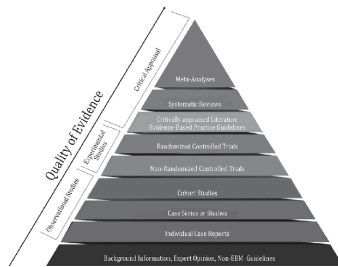 Quality of Evidence
Critical Appraisal
Experimental
Studies
Observational Studies
Meta-Analyses
Systematic Reviews
Critically-appraised Literature
Evidence-Based Practice Guidelines
Randomized Controlled Trials
Non-Randomized Controlled Trials
Cohort Studies
Case Series or Studies
Individual Case Reports
Background Information, Expert Opinion, Non-EBM Guidelines